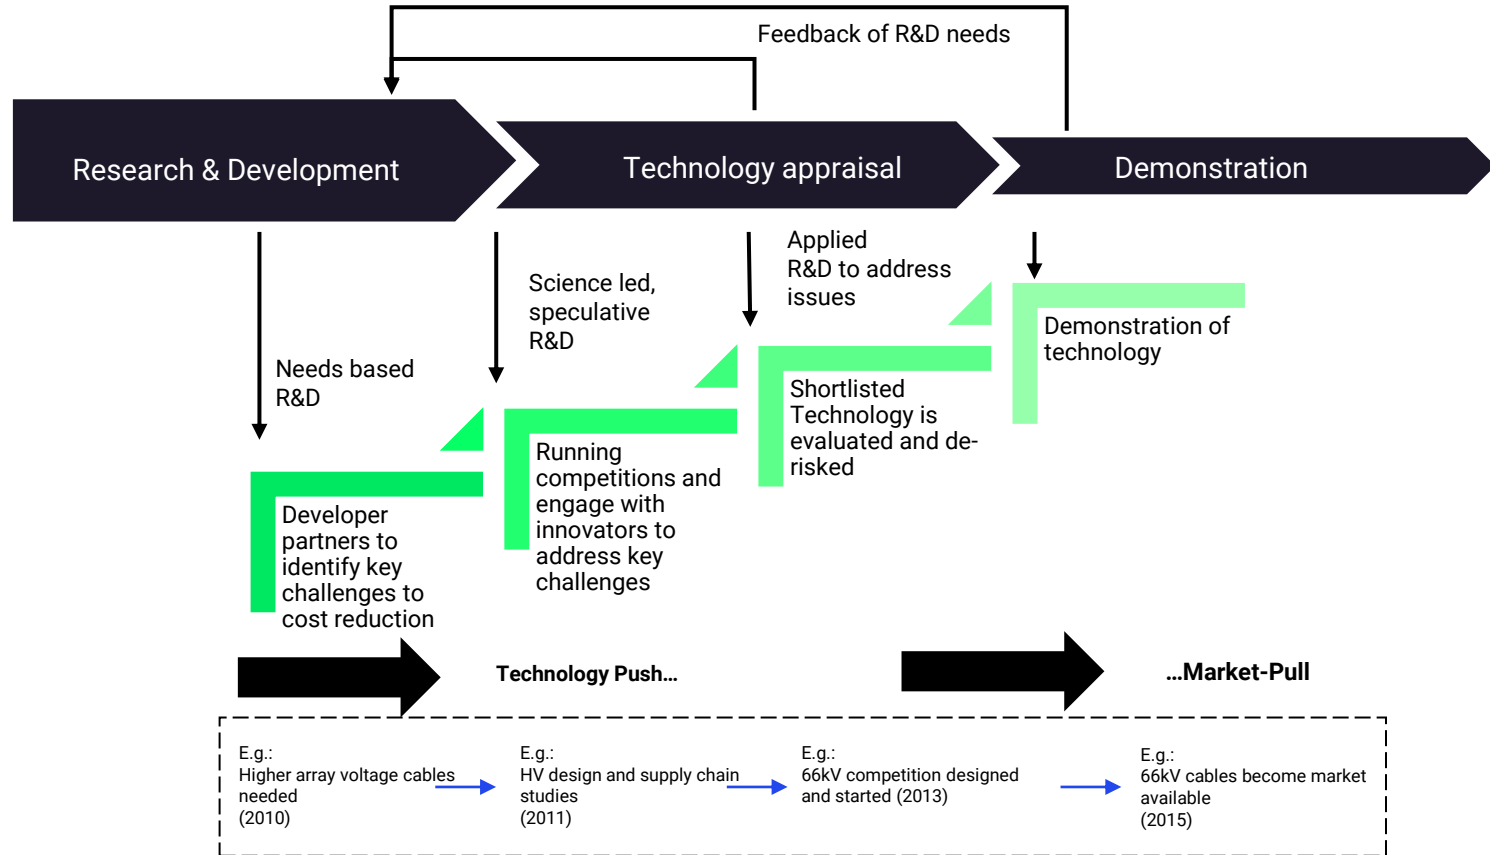 Feedback of R&D needs
Research & Development
Technology appraisal
Demonstration
Needs based
R&D
Science led,
speculative
R&D
Applied
R&D to address
issues
Developer
partners to
identify key
challenges to
cost reduction
Running
competitions and
engage with
innovators to
address key
challenges
Shortlisted
Technology is
evaluated and de-
risked
Demonstration of
technology
Technology Push...
...Market-Pull
E.g.:
Higher array voltage cables
needed
(2010)
E.g.:
HV design and supply chain
studies
(2011)
E.g.:
66kV competition designed
and started (2013)
E.g.:
66kV cables become market
available
(2015)